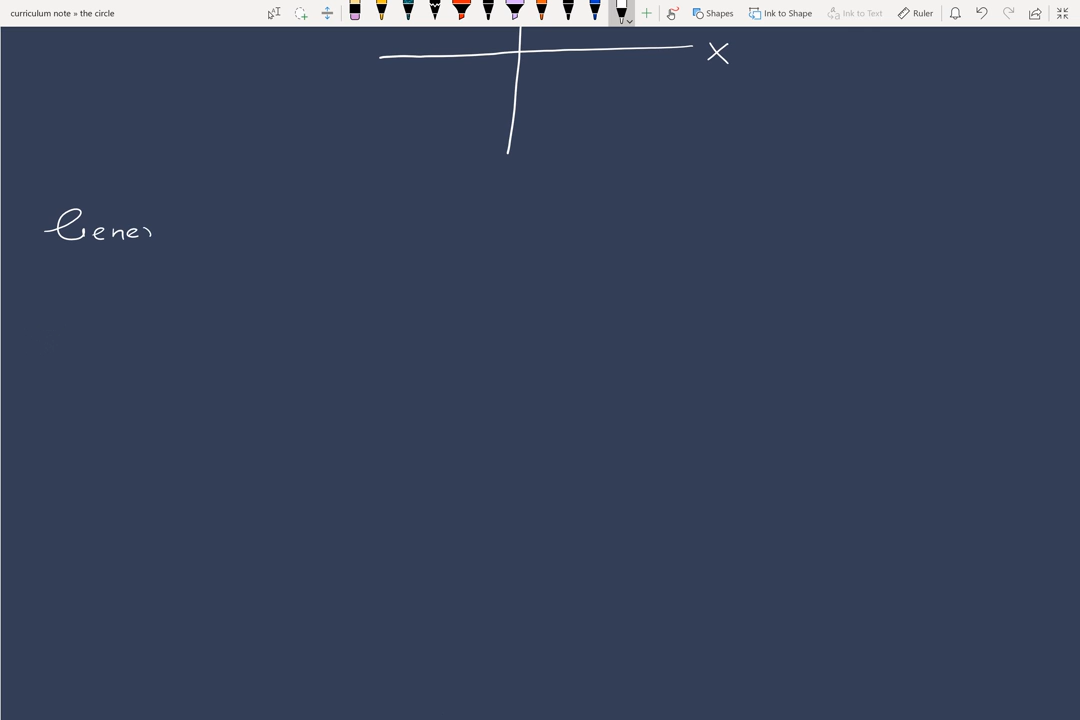 curriculum note » the circle
Shapes
Ink to Shape
Ink to Text
Ruler
X
Gener